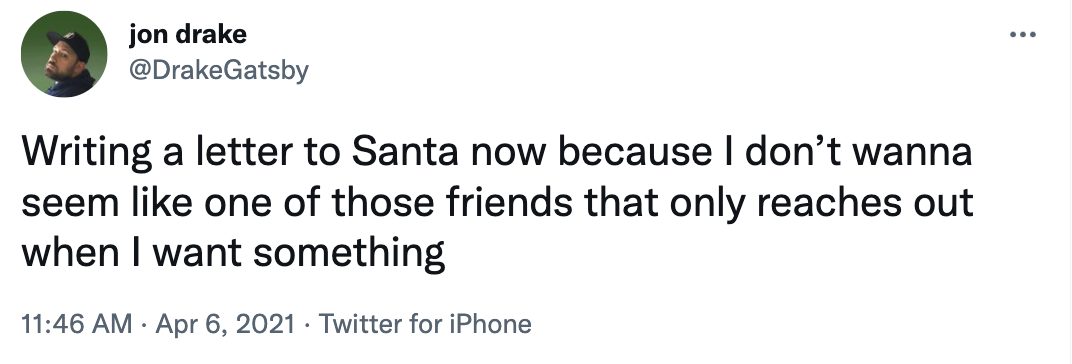 jon drake
@DrakeGatsby
Writing a letter to Santa now because I don’t wanna
seem like one of those friends that only reaches out
when I want something
11:46 AM · Apr 6, 2021 · Twitter for iPhone